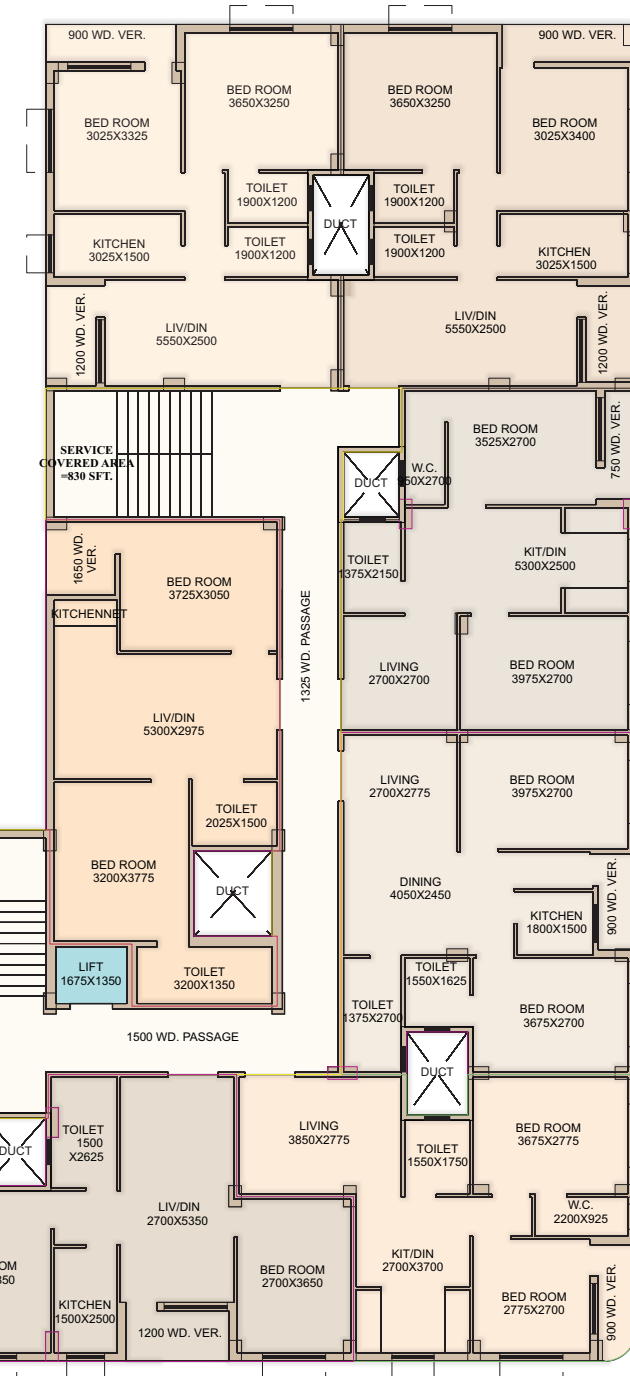 900 WD. VER.
900 WD. VER.
BED ROOM
3650X3250
BED ROOM
3650X3250
BED ROOM
3025X3325
BED ROOM
3025X3400
TOILET
1900X1200
DUCT
TOILET
1900X1200
KITCHEN
3025X1500
TOILET
1900X1200
TOILET
1900X1200
KITCHEN
3025X1500
1200 WD. VER.
LIV/DIN
5550X2500
LIV/DIN
5550X2500
1200 WD. VER.
SERVICE
COVERED AREA
=830 SFT.
BED ROOM
3525X2700
750 WD. VER.
DUCT
W.C.
950X2700
1650 WD.
VER.
BED ROOM
3725X3050
TOILET
1375X2150
KIT/DIN
5300X2500
KITCHENNET
1325 WD. PASSAGE
LIVING
2700X2700
BED ROOM
3975X2700
LIV/DIN
5300X2975
LIVING
2700X2775
BED ROOM
3975X2700
TOILET
2025X1500
BED ROOM
3200X3775
DUCT
DINING
4050X2450
KITCHEN
1800X1500
900 WD. VER.
LIFT
1675X1350
TOILET
3200X1350
TOILET
1550X1625
TOILET
1375X2700
BED ROOM
3675X2700
1500 WD. PASSAGE
DUCT
DUCT
TOILET
1500
X2625
LIVING
3850X2775
BED ROOM
3675X2775
TOILET
1550X1750
LIV/DIN
2700X5350
W.C.
2200X925
OM
350
BED ROOM
2700X3650
KIT/DIN
2700X3700
KITCHEN
1500X2500
1200 WD. VER.
BED ROOM
2775X2700
900 WD. VER.